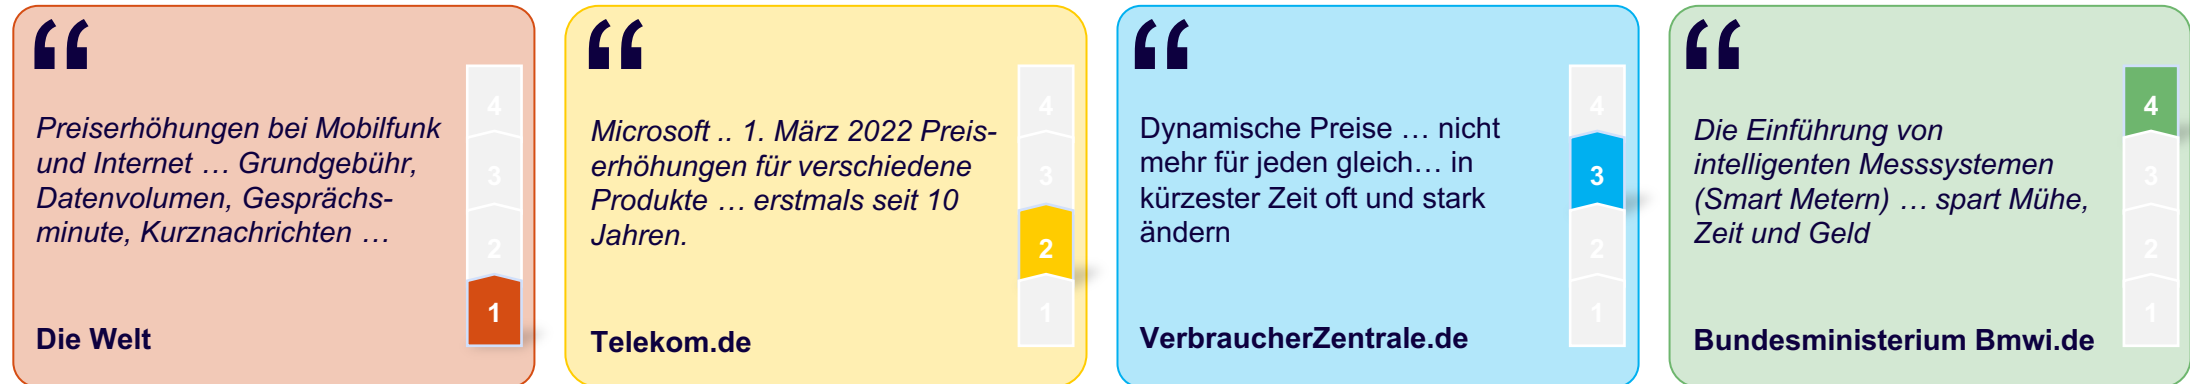 “
Preiserhöhungen bei Mobilfunk
und Internet … Grundgebühr,
Datenvolumen, Gesprächs-
minute, Kurznachrichten …
Die Welt
4
3
2
1
“
Microsoft .. 1. März 2022 Preis-
erhöhungen für verschiedene
Produkte … erstmals seit 10
Jahren.
Telekom.de
4
3
2
1
“
Dynamische Preise … nicht
mehr für jeden gleich… in
kürzester Zeit oft und stark
ändern
VerbraucherZentrale.de
4
3
2
1
“
Die Einführung von
intelligenten Messsystemen
(Smart Metern) … spart Mühe,
Zeit und Geld
Bundesministerium Bmwi.de
4
3
2
1